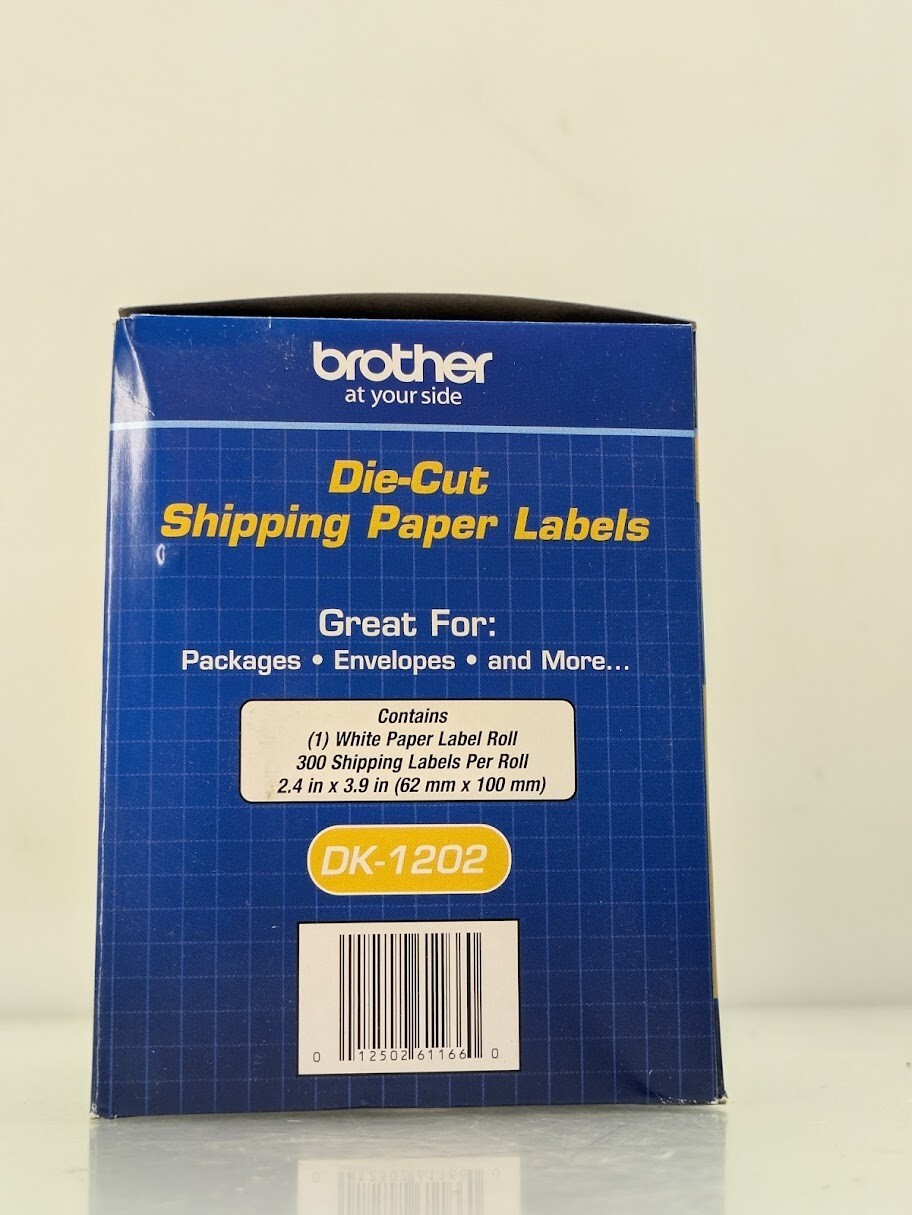 brother
at your side
Die-Cut
Shipping Paper Labels
Great For:
Packages • Envelopes • and More...
Contains
(1) White Paper Label Roll
300 Shipping Labels Per Roll
2.4 in x 3.9 in (62 mm x 100 mm)
DK-1202
0 12502 61166 0